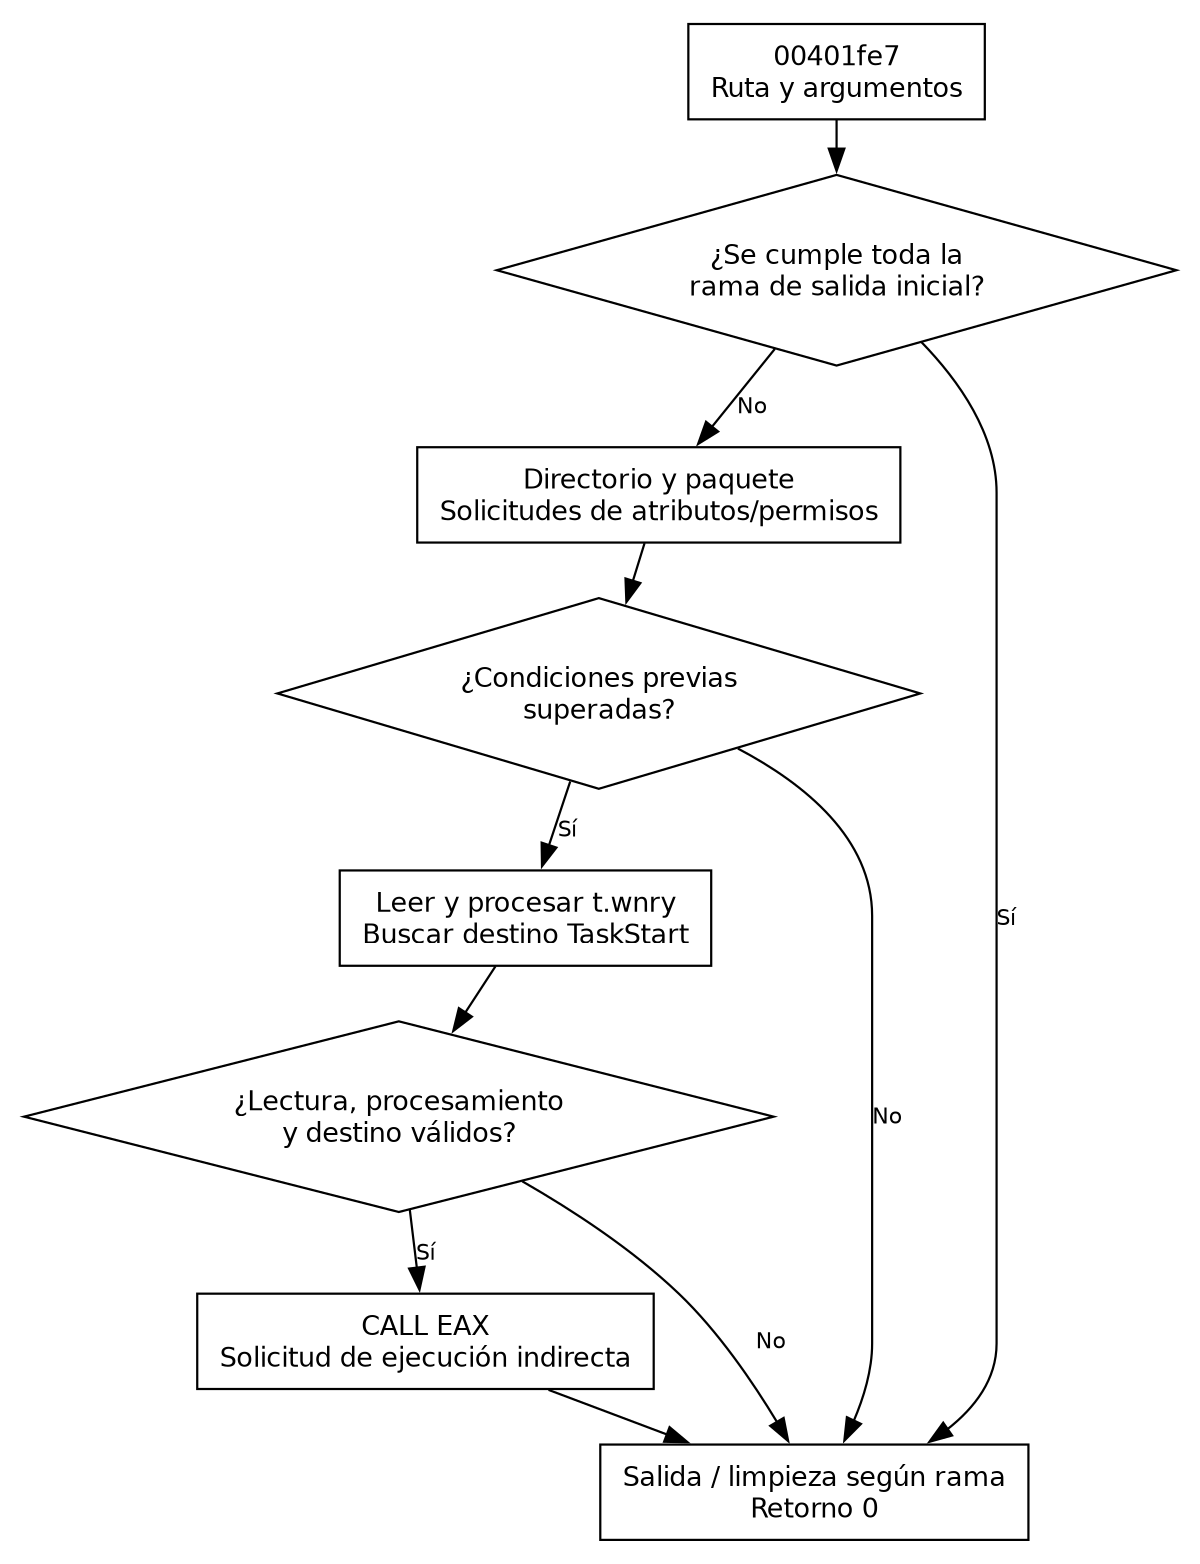 00401fe7
Ruta y argumentos
¿Se cumple toda la
rama de salida inicial?
No
Directorio y paquete
Solicitudes de atributos/permisos
¿Condiciones previas
superadas?
Sí
Leer y procesar t.wnry
Buscar destino TaskStart
Sí
¿Lectura, procesamiento
y destino válidos?
No
Sí
CALL EAX
Solicitud de ejecución indirecta
No
Salida / limpieza según rama
Retorno 0